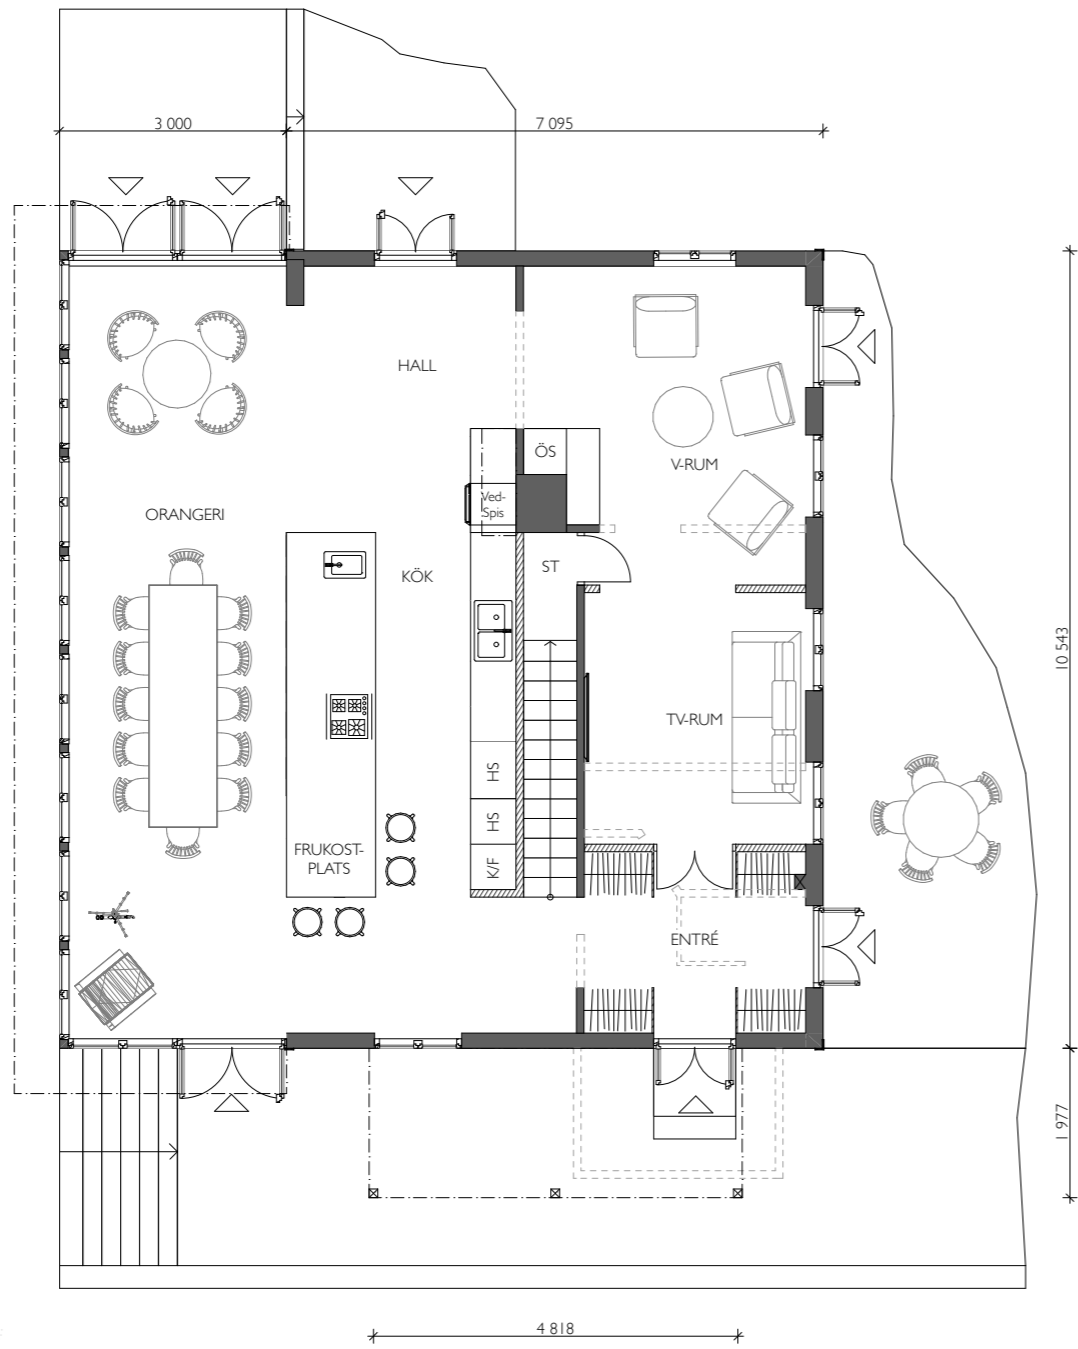 3 000
7 095
HALL
ÖS
V-RUM
Ved-
Spis
ORANGERI
ST
KÖK
10 543
TV-RUM
HS
HS
FRUKOST-
PLATS
K/F
ENTRÉ
1 977
4 818